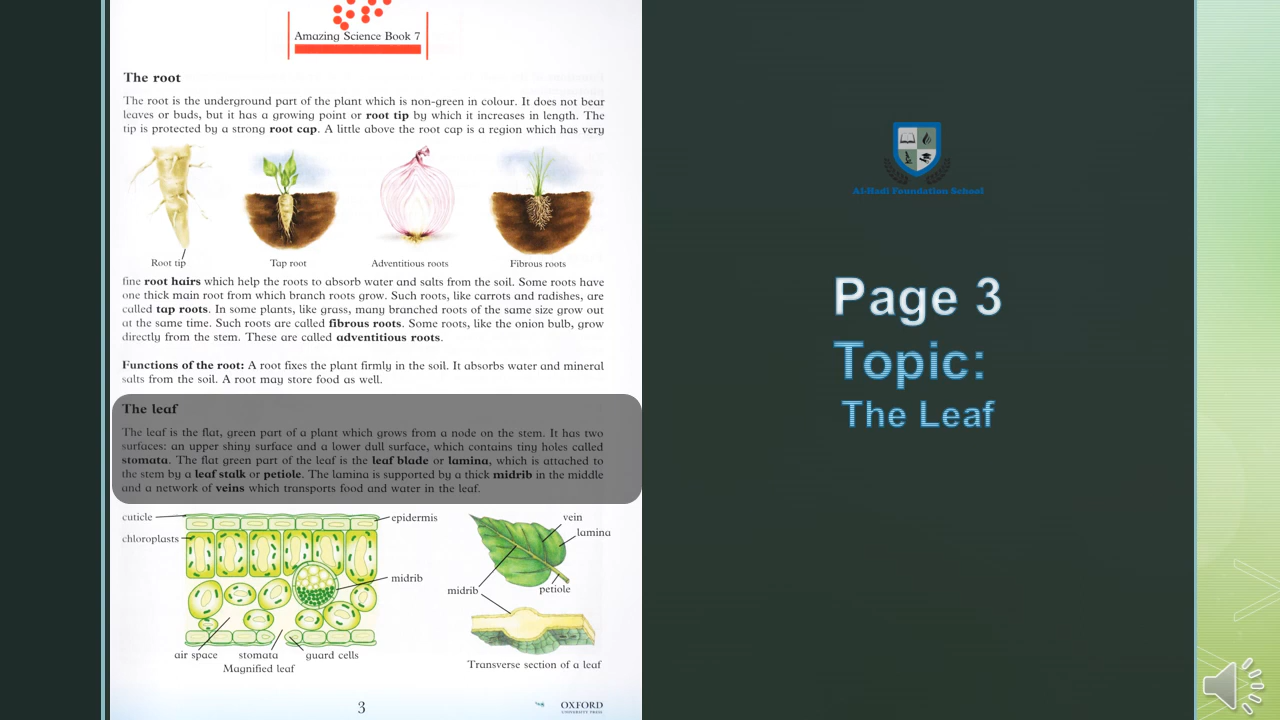 Amazing Science Book 7
The root
The root is the underground part of the plant which is non-green in colour. It does not bear
leaves or buds, but it has a growing point or root tip by which it increases in length. The
tip is protected by a strong root cap. A little above the root cap is a region which has very
Root tip
Tap root
Adventitious roots
Fibrous roots
fine root hairs which help the roots to absorb water and salts from the soil. Some roots have
one thick main root from which branch roots grow. Such roots, like carrots and radishes, are
called tap roots. In some plants, like grass, many branched roots of the same size grow out
at the same time. Such roots are called fibrous roots. Some roots, like the onion bulb, grow
directly from the stem. These are called adventitious roots.
Functions of the root: A root fixes the plant firmly in the soil. It absorbs water and mineral
salts from the soil. A root may store food as well.
The leaf
The leaf is the flat, green part of a plant which grows from a node on the stem. It has two
surfaces: an upper shiny surface and a lower dull surface, which contains tiny holes called
stomata. The flat green part of the leaf is the leaf blade or lamina, which is attached to
the stem by a leaf stalk or petiole. The lamina is supported by a thick midrib in the middle
and a network of veins which transports food and water in the leaf.
cuticle
epidermis
chloroplasts
midrib
air space
stomata
guard cells
Magnified leaf
vein
lamina
midrib
petiole
Transverse section of a leaf
3
OXFORD
UNIVERSITY PRESS
Al-Hadi Foundation School
Page 3
Topic:
The Leaf